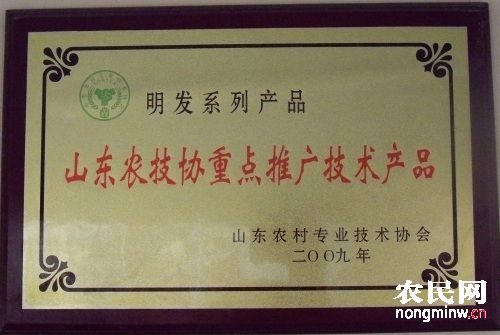 明发系列产品
山东农技协重点推广技术产品
山东农村专业技术协会
二〇〇九年
农民网
nongminw.cn